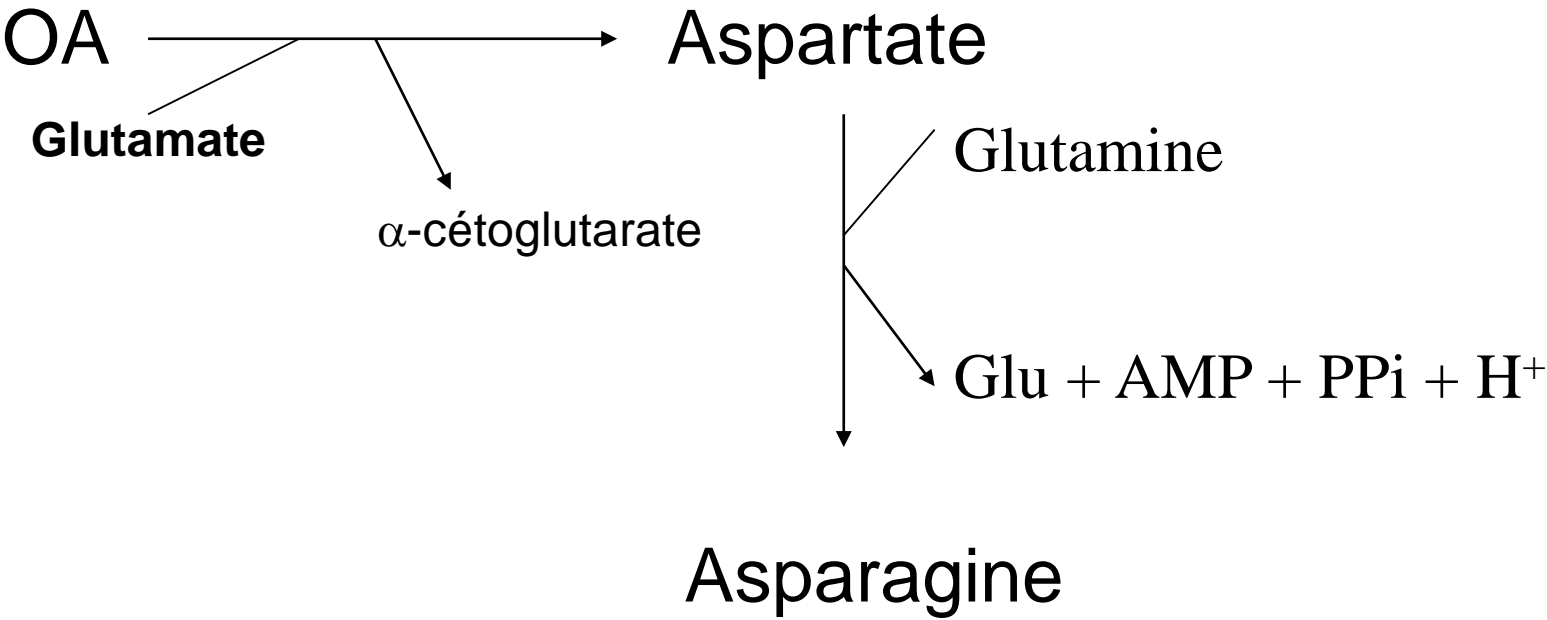 OA
Aspartate
Glutamate
Glutamine
α-cétoglutarate
Glu + AMP + PPi + H⁺
Asparagine